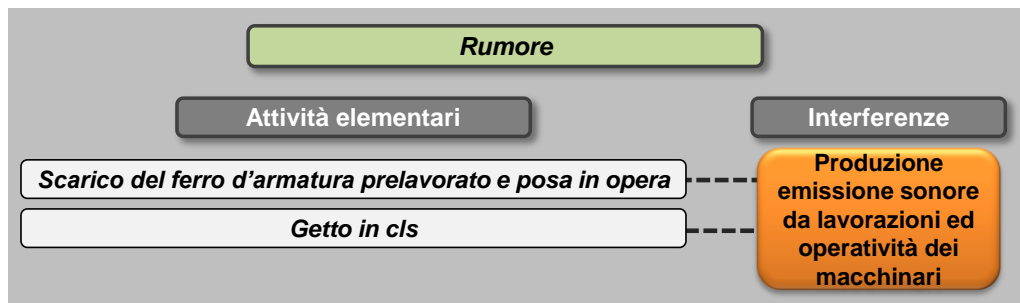 Rumore
Attività elementari
Interferenze
Scarico del ferro d'armatura prelavorato e posa in opera
Getto in cls
Produzione
emissione sonore
da lavorazioni ed
operatività dei
macchinari